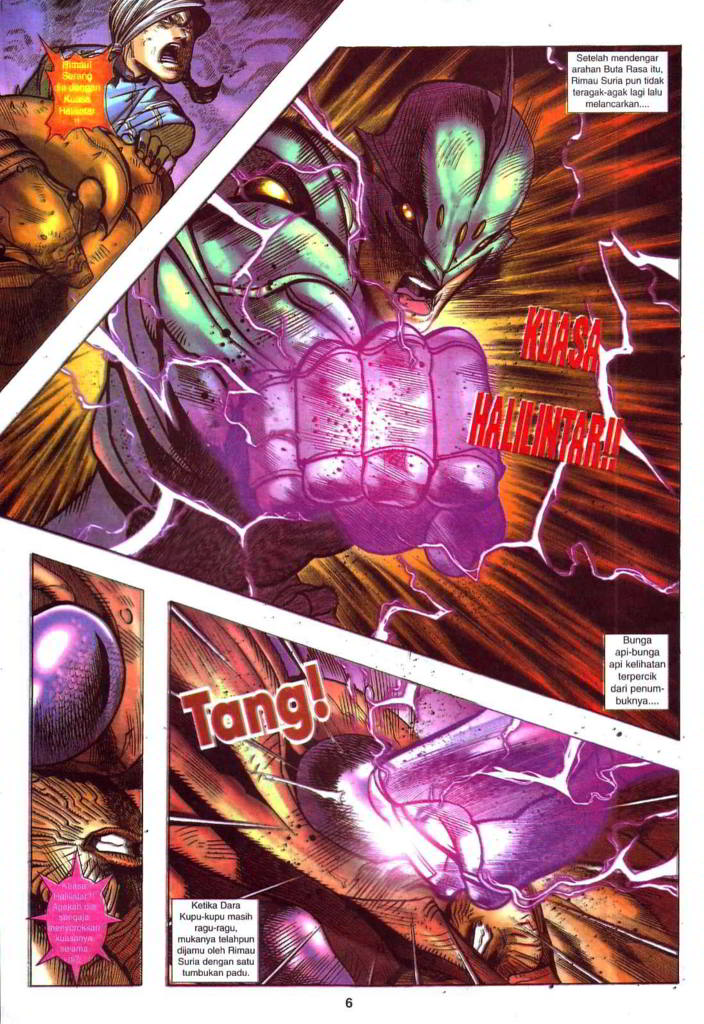 Rimau!
Serang
dia dengan
Kuasa
Halilintar
!!
Setelah mendengar
arahan Buta Rasa itu,
Rimau Suria pun tidak
teragak-agak lagi lalu
melancarkan....
KUASA
HALILINTAR!!
Bunga
api-bunga
api kelihatan
terpercik
dari penum-
buknya....
Kuasa
Halilintar?!
Apakah dia
sengaja
menyorokkan
kuasanya
selama
ni?
Tang!
Ketika Dara
Kupu-kupu masih
ragu-ragu,
mukanya telahpun
dijamu oleh Rimau
Suria dengan satu
tumbukan padu.
6